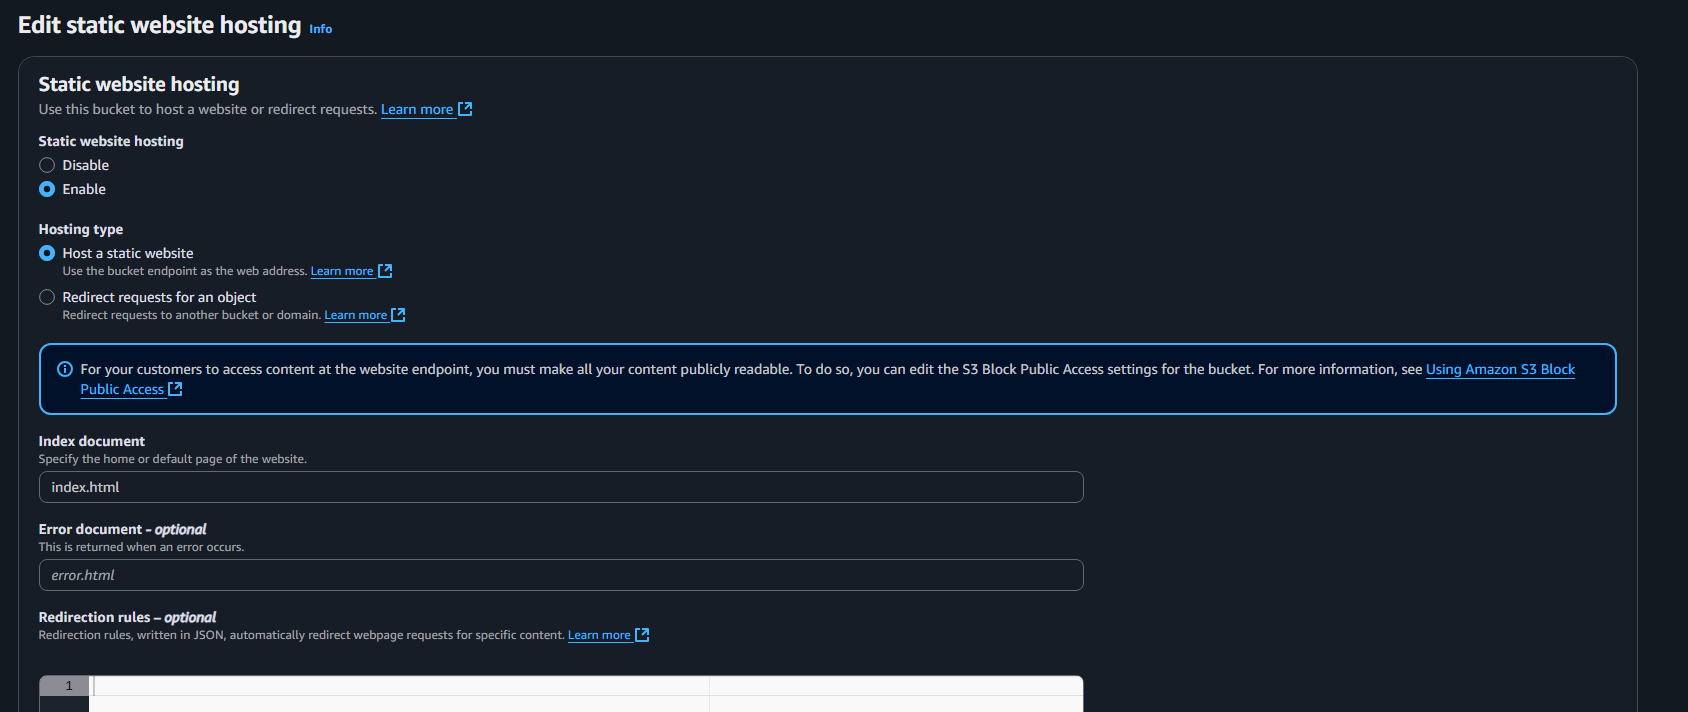 Edit static website hosting Info
Static website hosting
Use this bucket to host a website or redirect requests. Learn more
Static website hosting
Disable
Enable
Hosting type
Host a static website
Use the bucket endpoint as the web address. Learn more
Redirect requests for an object
Redirect requests to another bucket or domain. Learn more
For your customers to access content at the website endpoint, you must make all your content publicly readable. To do so, you can edit the S3 Block Public Access settings for the bucket. For more information, see Using Amazon S3 Block
Public Access
Index document
Specify the home or default page of the website.
index.html
Error document - optional
This is returned when an error occurs.
error.html
Redirection rules – optional
Redirection rules, written in JSON, automatically redirect webpage requests for specific content. Learn more
1